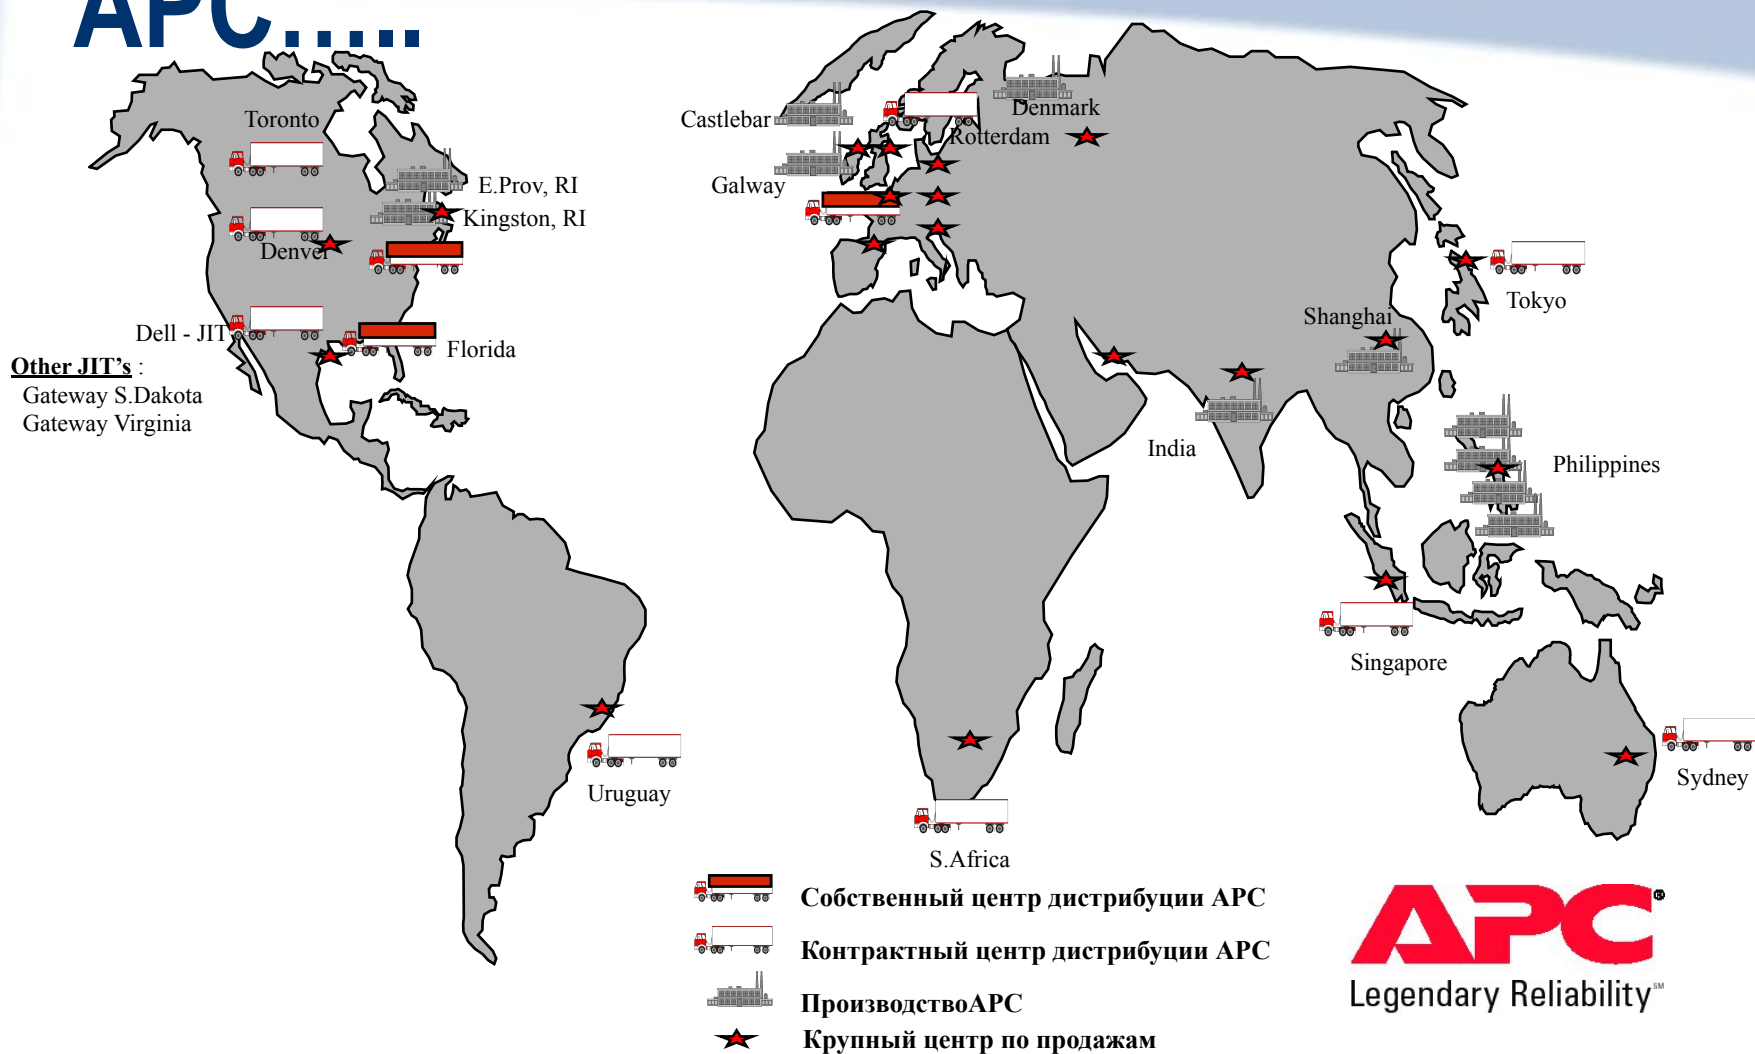 APC.....
Toronto
E.Prov, RI
Kingston, RI
Denver
Dell - JIT
Florida
Other JIT’s :
Gateway S.Dakota
Gateway Virginia
Castlebar
Denmark
Rotterdam
Galway
Tokyo
Shanghai
India
Philippines
Singapore
Uruguay
Sydney
S.Africa
Собственный центр дистрибуции APC
Контрактный центр дистрибуции APC
ПроизводствоAPC
Крупный центр по продажам
APC®
Legendary Reliability℠